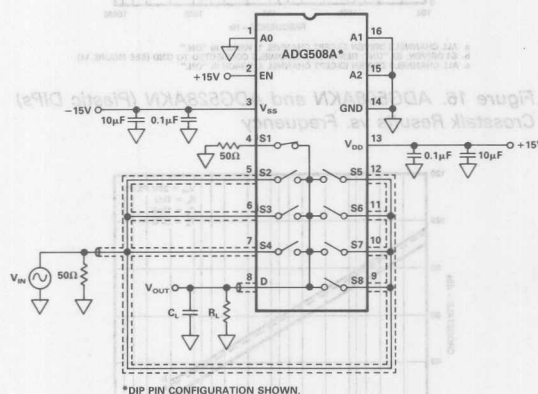 Figure 16. ADG508AKN and ADG528AKN (Plastic DIPs)
Crosstalk Results vs. Frequency
ADG508A*
1 A0 A1 16
+15V 2 EN A2 15
−15V 3 VSS GND 14
10µF 0.1µF
4 S1 VDD 13 +15V
50Ω
0.1µF 10µF
5 S2 S5 12
6 S3 S6 11
7 S4 S7 10
VIN 50Ω
VOUT 8 D S8 9
CL RL
*DIP PIN CONFIGURATION SHOWN.